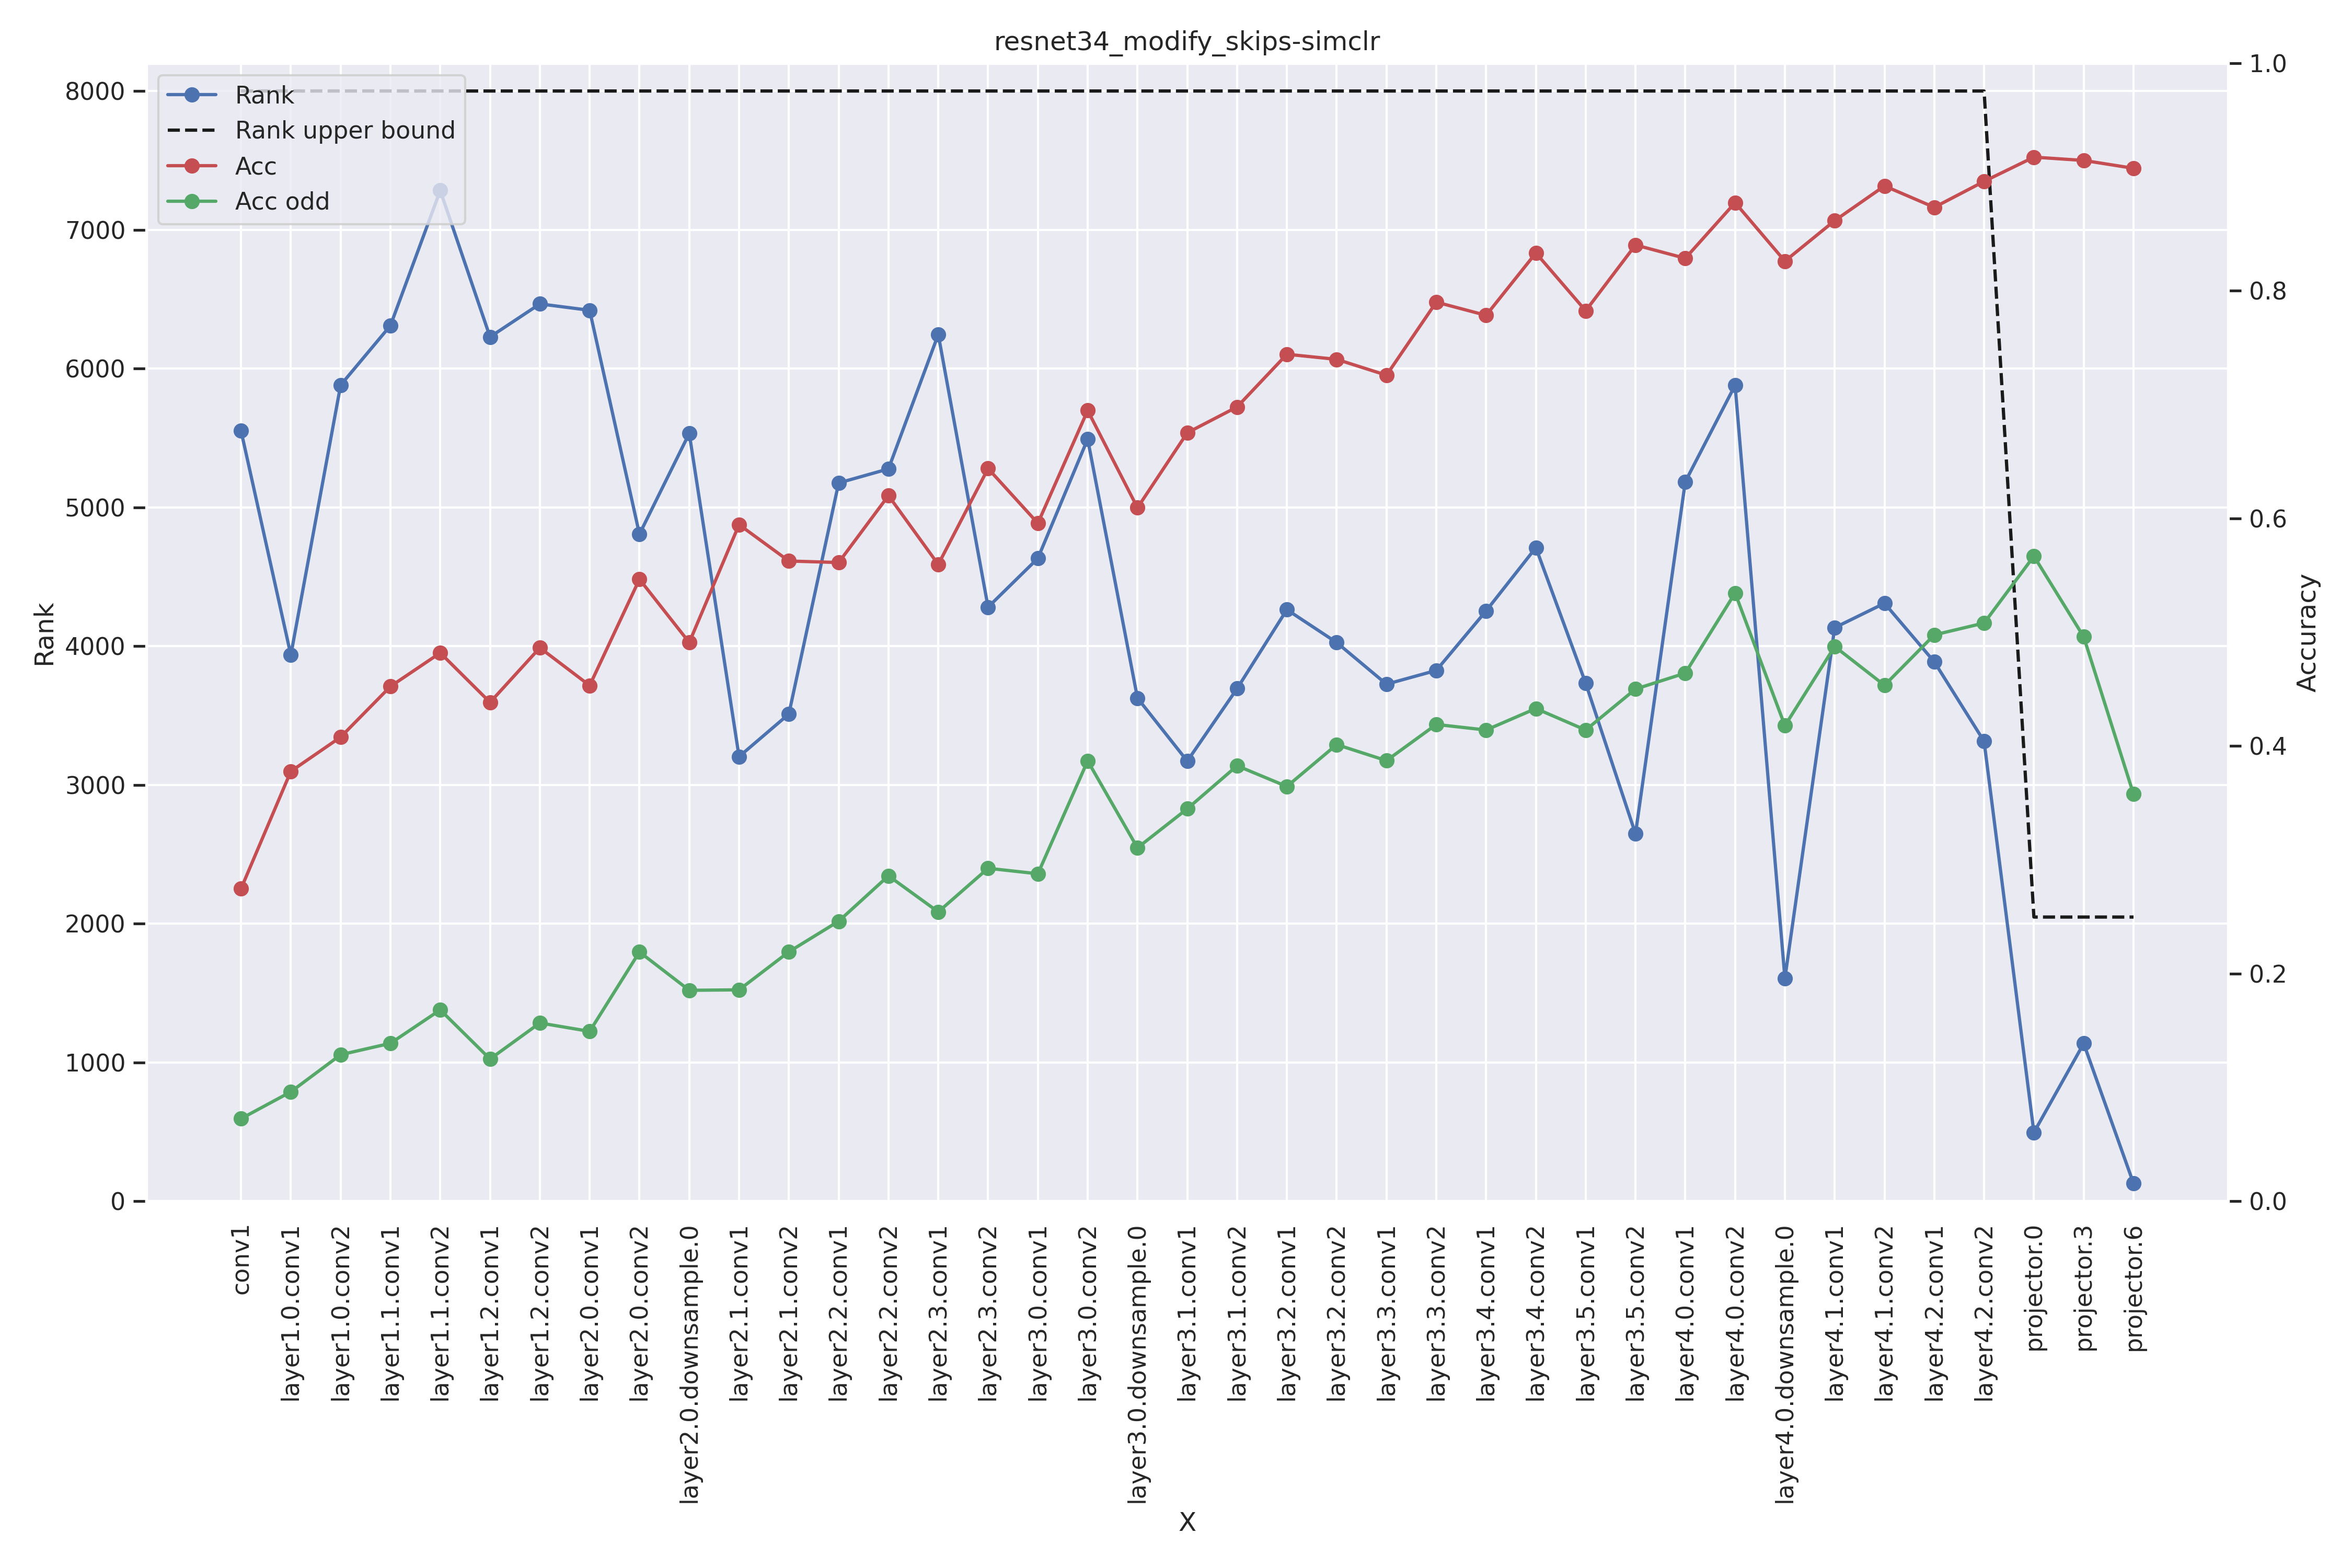 resnet34_modify_skips-simclr
Rank
Rank upper bound
Acc
Acc odd
8000
7000
6000
5000
4000
3000
2000
1000
0
Rank
1.0
0.8
0.6
0.4
0.2
0.0
Accuracy
conv1
layer1.0.conv1
layer1.0.conv2
layer1.1.conv1
layer1.1.conv2
layer1.2.conv1
layer1.2.conv2
layer2.0.conv1
layer2.0.conv2
layer2.0.downsample.0
layer2.1.conv1
layer2.1.conv2
layer2.2.conv1
layer2.2.conv2
layer2.3.conv1
layer2.3.conv2
layer3.0.conv1
layer3.0.conv2
layer3.0.downsample.0
layer3.1.conv1
layer3.1.conv2
layer3.2.conv1
layer3.2.conv2
layer3.3.conv1
layer3.3.conv2
layer3.4.conv1
layer3.4.conv2
layer3.5.conv1
layer3.5.conv2
layer4.0.conv1
layer4.0.conv2
layer4.0.downsample.0
layer4.1.conv1
layer4.1.conv2
layer4.2.conv1
layer4.2.conv2
projector.0
projector.3
projector.6
X